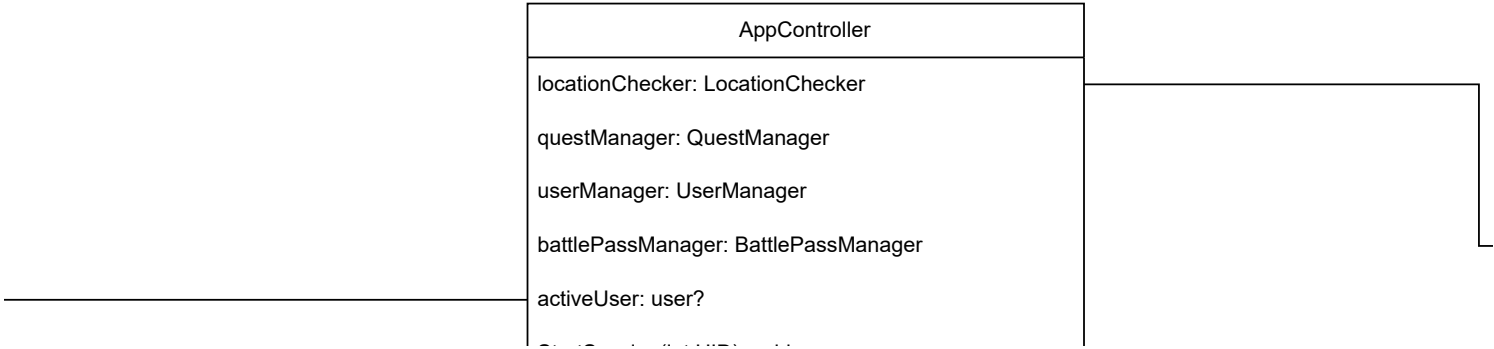 AppController
locationChecker: LocationChecker
questManager: QuestManager
userManager: UserManager
battlePassManager: BattlePassManager
activeUser: user?